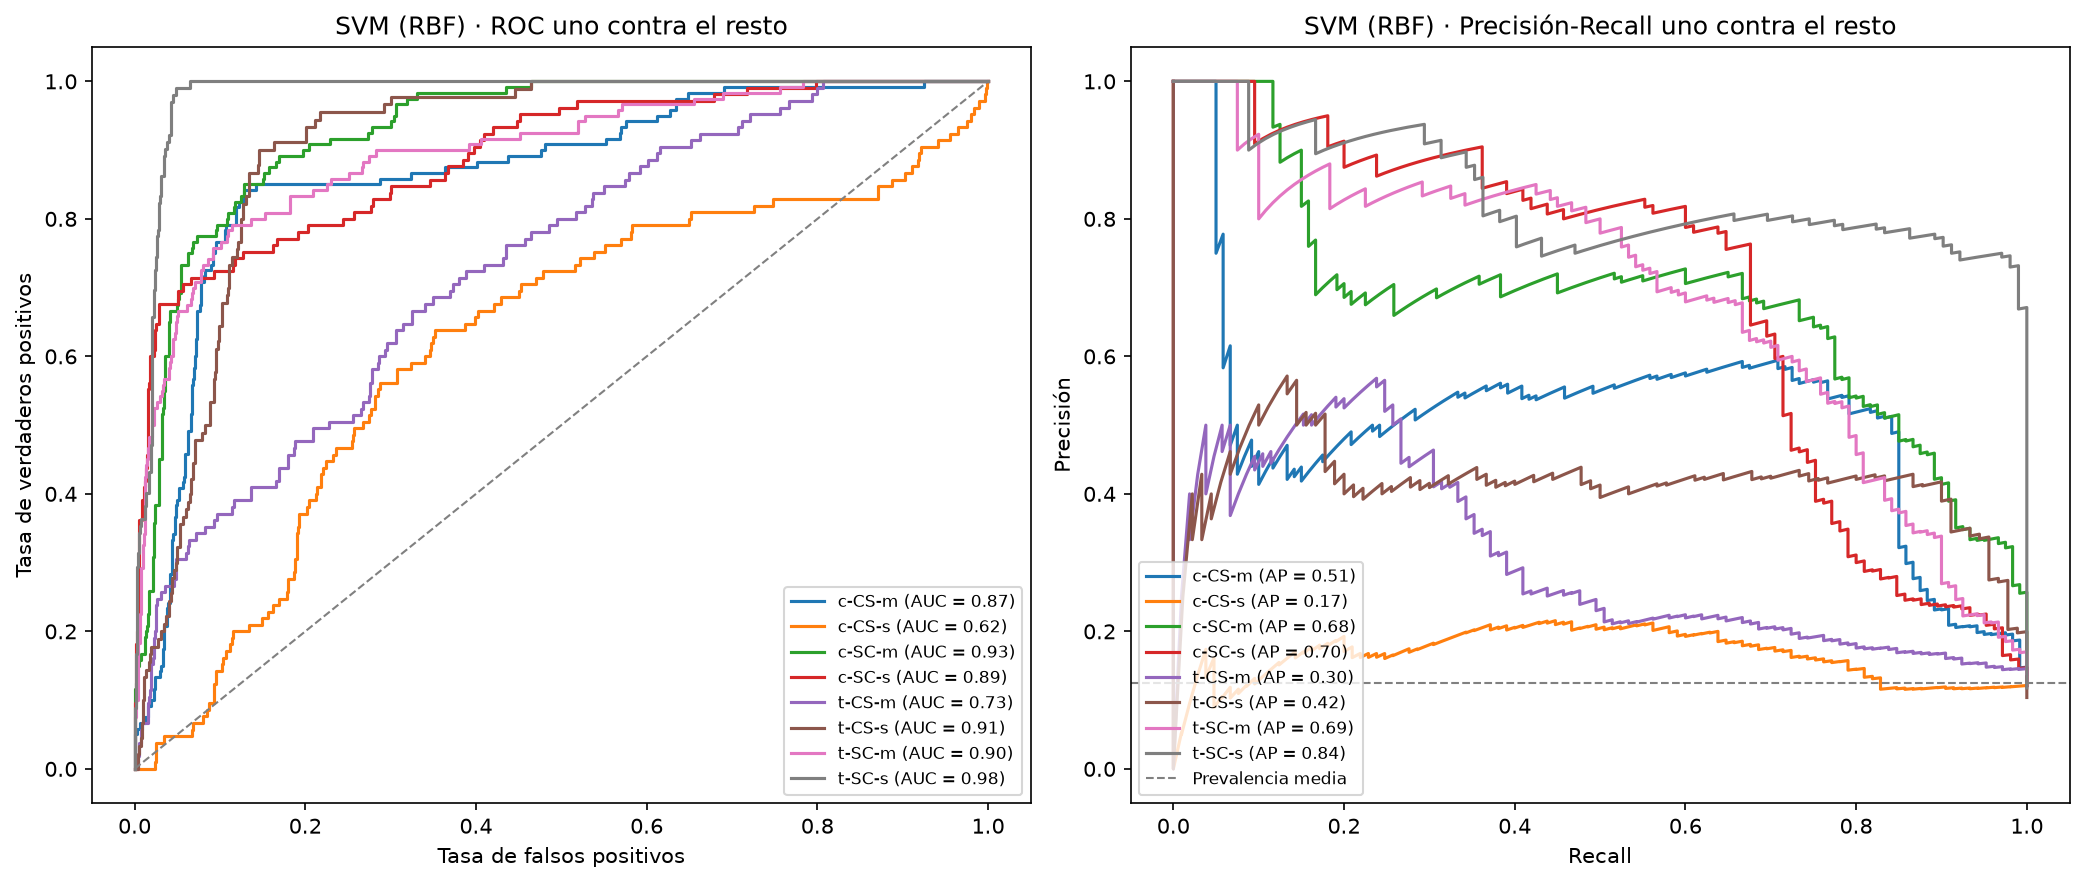 SVM (RBF) · ROC uno contra el resto
Tasa de verdaderos positivos
1.0
0.8
0.6
0.4
0.2
0.0
0.0 0.2 0.4 0.6 0.8 1.0
Tasa de falsos positivos
c-CS-m (AUC = 0.87)
c-CS-s (AUC = 0.62)
c-SC-m (AUC = 0.93)
c-SC-s (AUC = 0.89)
t-CS-m (AUC = 0.73)
t-CS-s (AUC = 0.91)
t-SC-m (AUC = 0.90)
t-SC-s (AUC = 0.98)
SVM (RBF) · Precisión-Recall uno contra el resto
Precisión
1.0
0.8
0.6
0.4
0.2
0.0
0.0 0.2 0.4 0.6 0.8 1.0
Recall
c-CS-m (AP = 0.51)
c-CS-s (AP = 0.17)
c-SC-m (AP = 0.68)
c-SC-s (AP = 0.70)
t-CS-m (AP = 0.30)
t-CS-s (AP = 0.42)
t-SC-m (AP = 0.69)
t-SC-s (AP = 0.84)
Prevalencia media